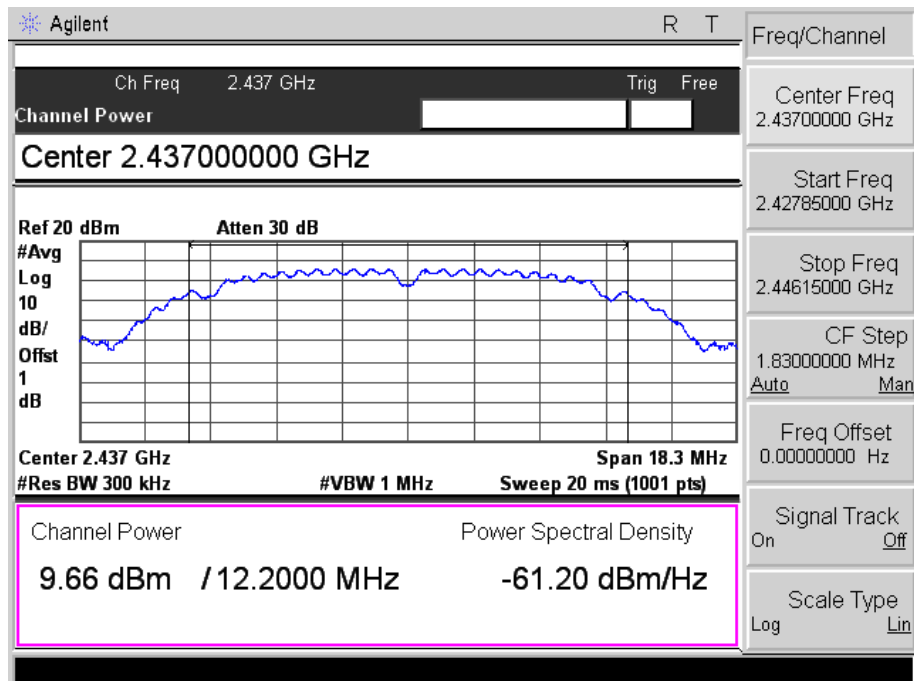 Agilent
R T
Freq/Channel
Ch Freq 2.437 GHz
Trig Free
Channel Power
Center 2.437000000 GHz
Ref 20 dBm
Atten 30 dB
#Avg
Log
10
dB/
Offst
1
dB
Center 2.437 GHz
Span 18.3 MHz
#Res BW 300 kHz
#VBW 1 MHz
Sweep 20 ms (1001 pts)
Channel Power
Power Spectral Density
9.66 dBm / 12.2000 MHz
-61.20 dBm/Hz
Center Freq
2.43700000 GHz
Start Freq
2.42785000 GHz
Stop Freq
2.44615000 GHz
CF Step
1.83000000 MHz
Auto Man
Freq Offset
0.00000000 Hz
Signal Track
On Off
Scale Type
Log Lin